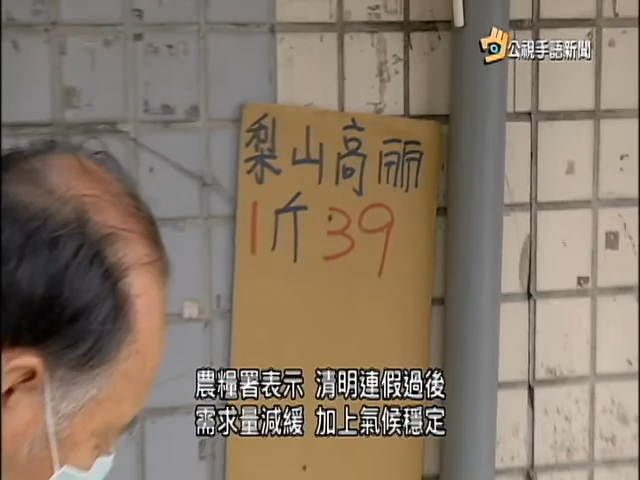 公視手語新聞
梨山高丽
1斤39
農糧署表示 清明連假過後
需求量減緩 加上氣候穩定